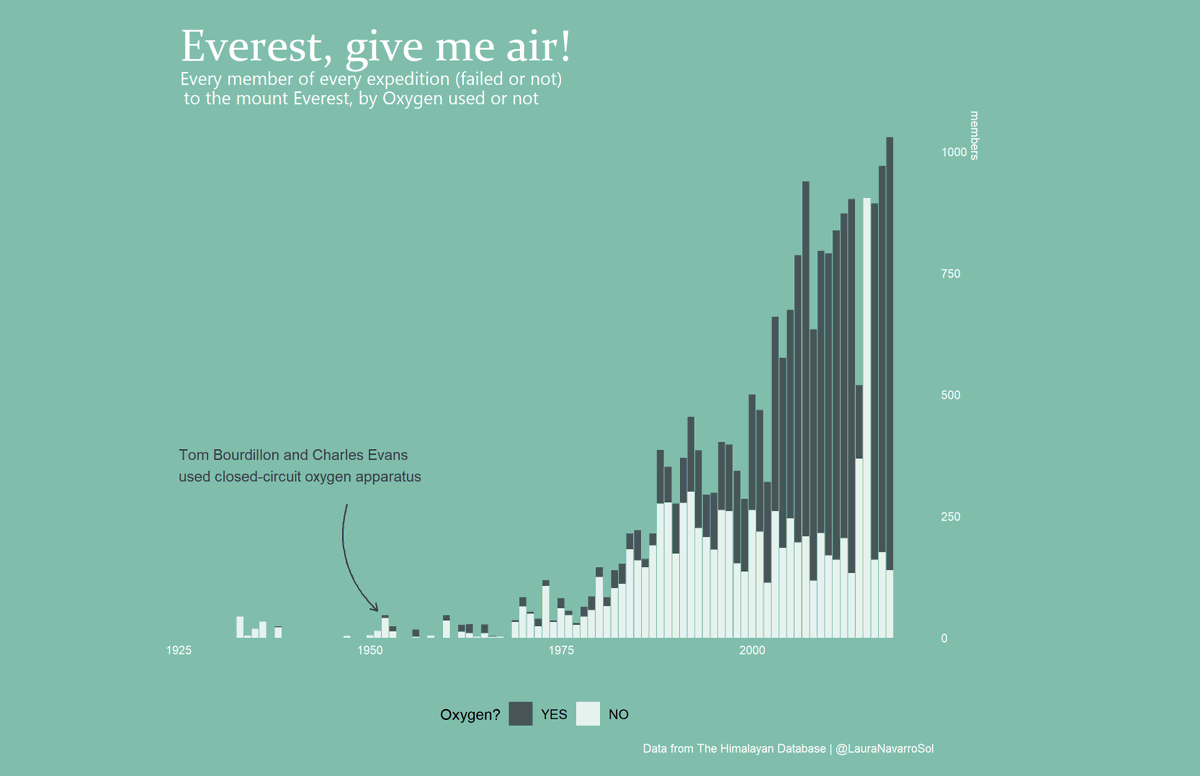 Everest, give me air!
Every member of every expedition (failed or not)
to the mount Everest, by Oxygen used or not
members
1000
750
500
250
0
Tom Bourdillon and Charles Evans
used closed-circuit oxygen apparatus
1925 1950 1975 2000
Oxygen? YES NO
Data from The Himalayan Database | @LauraNavarroSol